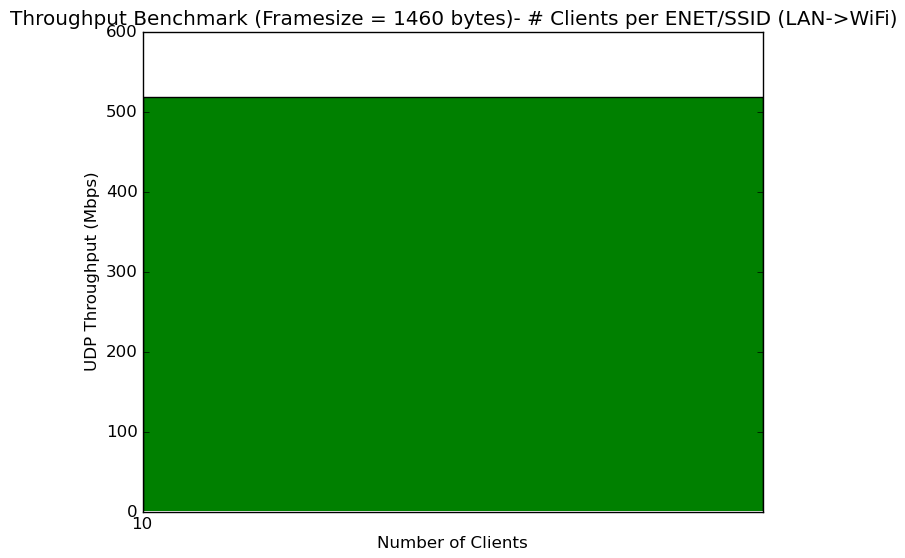 Throughput Benchmark (Framesize = 1460 bytes)- # Clients per ENET/SSID (LAN->WiFi)
600
500
400
300
200
100
0
UDP Throughput (Mbps)
10
Number of Clients